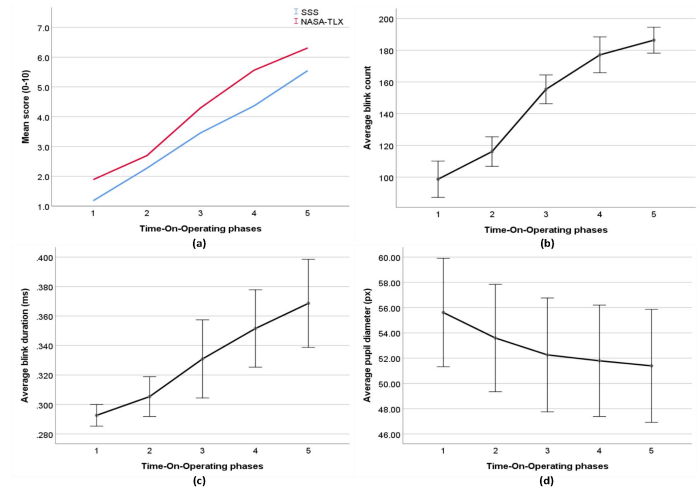 SSS
NASA-TLX
Mean score (0-10)
7.0
6.0
5.0
4.0
3.0
2.0
1.0
1 2 3 4 5
Time-On-Operating phases
(a)
Average blink count
200
180
160
140
120
100
1 2 3 4 5
Time-On-Operating phases
(b)
Average blink duration (ms)
.400
.380
.360
.340
.320
.300
.280
1 2 3 4 5
Time-On-Operating phases
(c)
Average pupil diameter (px)
60.00
58.00
56.00
54.00
52.00
50.00
48.00
46.00
1 2 3 4 5
Time-On-Operating phases
(d)